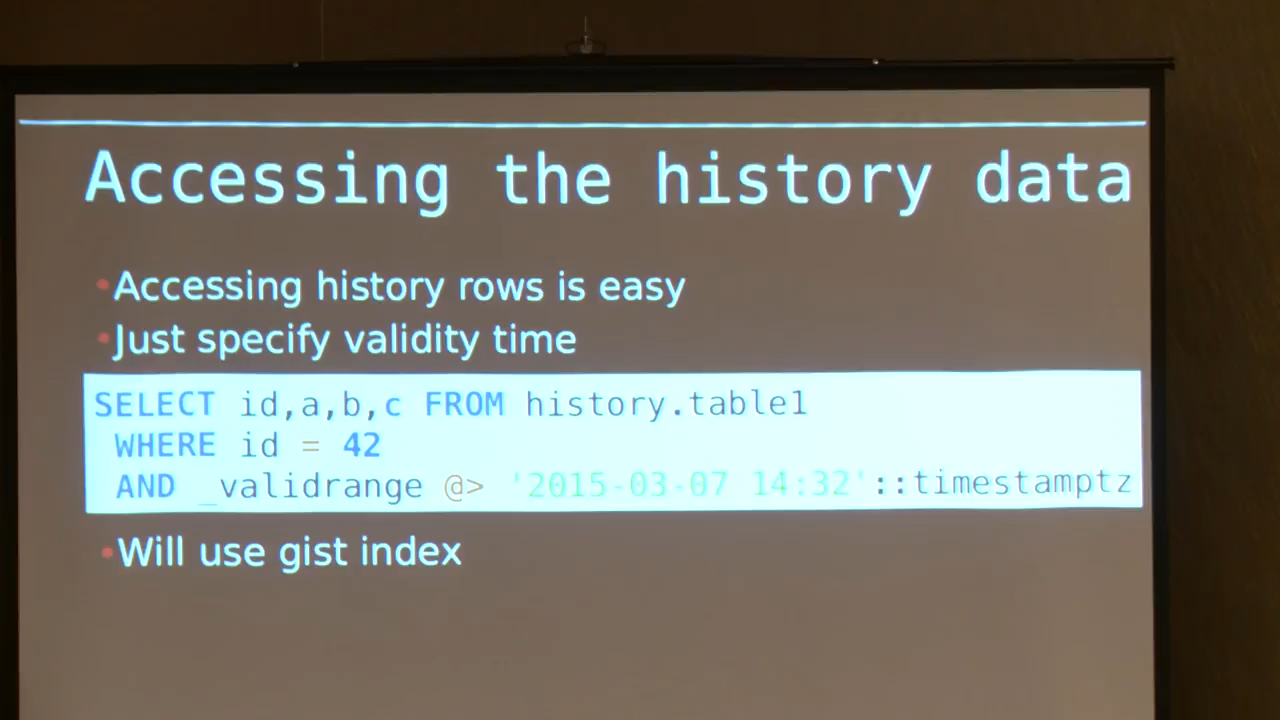 Accessing the history data
•Accessing history rows is easy
•Just specify validity time
SELECT id,a,b,c FROM history.table1
WHERE id = 42
AND _validrange @> '2015-03-07 14:32'::timestamptz
•Will use gist index